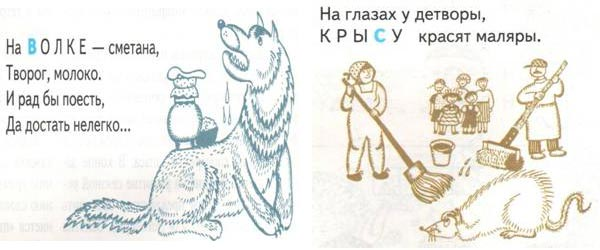 На ВОЛКЕ — сметана,
Творог, молоко.
И рад бы поесть,
Да достать нелегко...
На глазах у детворы,
КРЫСУ красят маляры.